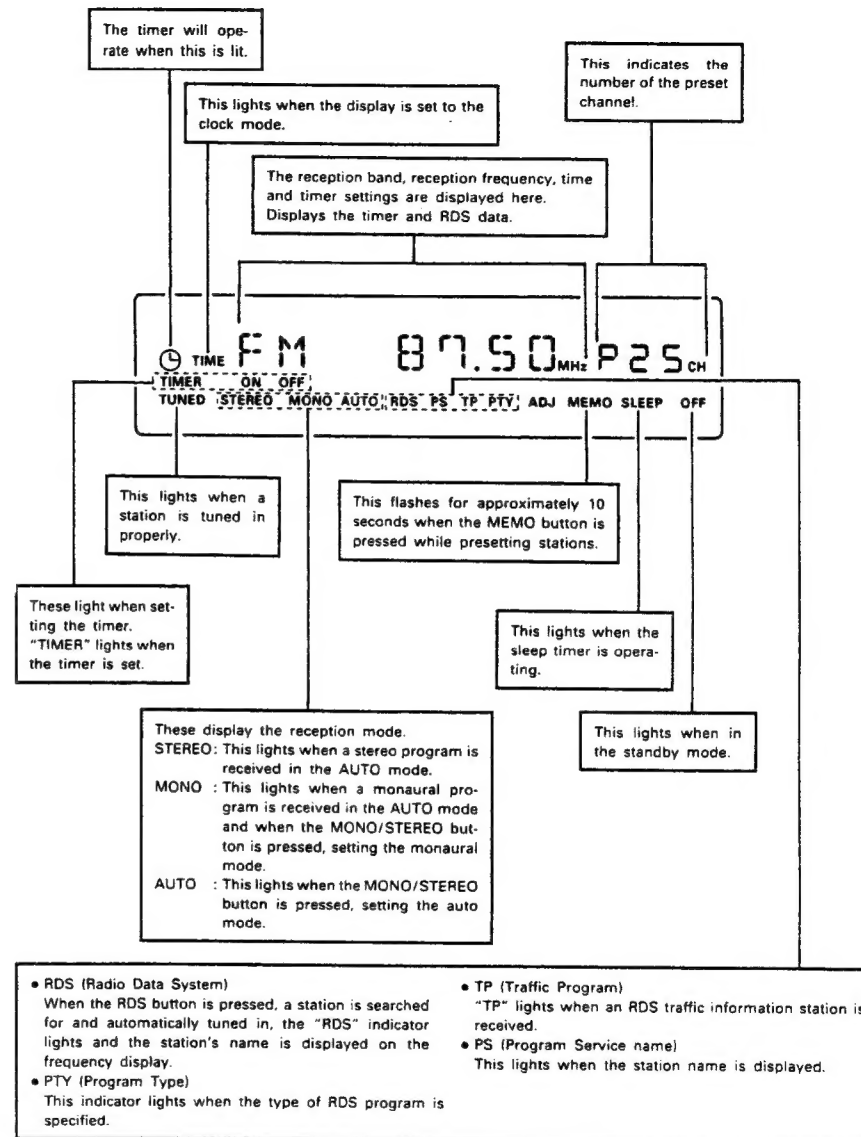 The timer will ope-
rate when this is lit.
This indicates the
number of the preset
channel.
This lights when the display is set to the
clock mode.
The reception band, reception frequency, time
and timer settings are displayed here.
Displays the timer and RDS data.
TIME FM 87.50 MHz P25 CH
TIMER ON OFF
TUNED STEREO MONO AUTO RDS PS TP PTY ADJ MEMO SLEEP OFF
This lights when a
station is tuned in
properly.
This flashes for approximately 10
seconds when the MEMO button is
pressed while presetting stations.
These light when set-
ting the timer.
"TIMER" lights when
the timer is set.
This lights when the
sleep timer is opera-
ting.
This lights when in
the standby mode.
These display the reception mode.
STEREO: This lights when a stereo program is
received in the AUTO mode.
MONO : This lights when a monaural pro-
gram is received in the AUTO mode
and when the MONO/STEREO but-
ton is pressed, setting the monaural
mode.
AUTO : This lights when the MONO/STEREO
button is pressed, setting the auto
mode.
• RDS (Radio Data System)
When the RDS button is pressed, a station is searched
for and automatically tuned in, the "RDS" indicator
lights and the station's name is displayed on the
frequency display.
• PTY (Program Type)
This indicator lights when the type of RDS program is
specified.
• TP (Traffic Program)
"TP" lights when an RDS traffic information station is
received.
• PS (Program Service name)
This lights when the station name is displayed.